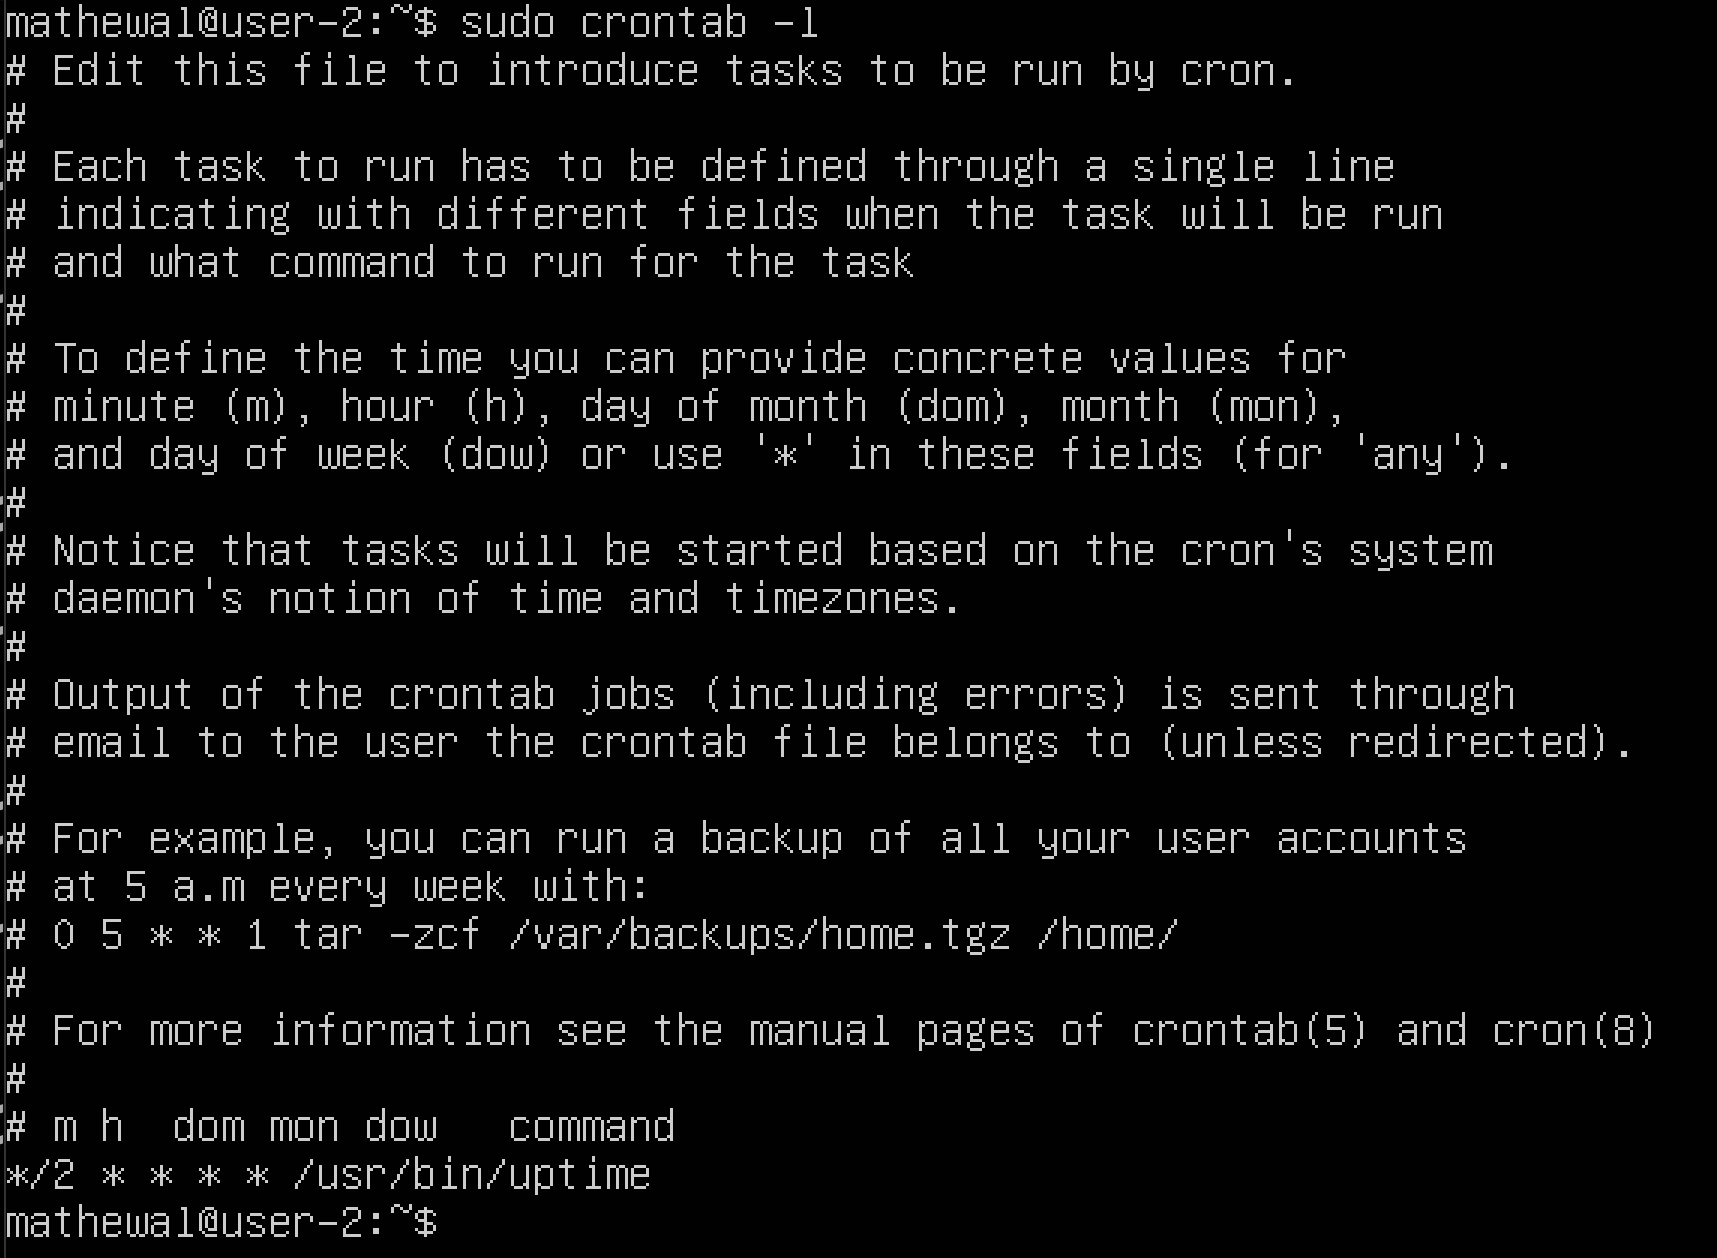 mathewal@user-2:~$ sudo crontab -l
# Edit this file to introduce tasks to be run by cron.
#
# Each task to run has to be defined through a single line
# indicating with different fields when the task will be run
# and what command to run for the task
#
# To define the time you can provide concrete values for
# minute (m), hour (h), day of month (dom), month (mon),
# and day of week (dow) or use '*' in these fields (for 'any').
#
# Notice that tasks will be started based on the cron's system
# daemon's notion of time and timezones.
#
# Output of the crontab jobs (including errors) is sent through
# email to the user the crontab file belongs to (unless redirected).
#
# For example, you can run a backup of all your user accounts
# at 5 a.m every week with:
# 0 5 * * 1 tar -zcf /var/backups/home.tgz /home/
#
# For more information see the manual pages of crontab(5) and cron(8)
#
# m h  dom mon dow   command
*/2 * * * * /usr/bin/uptime
mathewal@user-2:~$